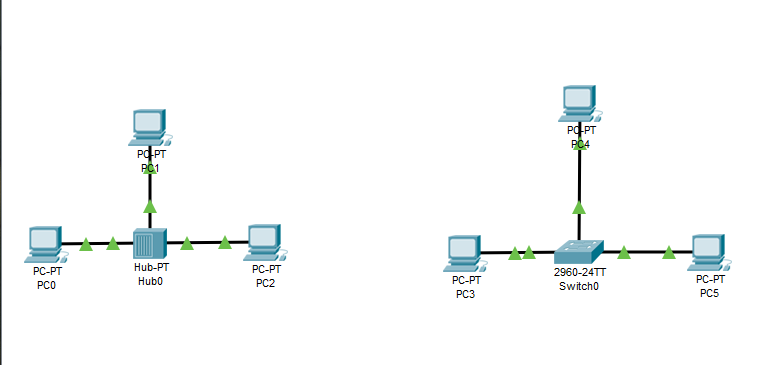 PC-PT
PC1
PC-PT
PC0
Hub-PT
Hub0
PC-PT
PC2
PC-PT
PC4
PC-PT
PC3
2960-24TT
Switch0
PC-PT
PC5